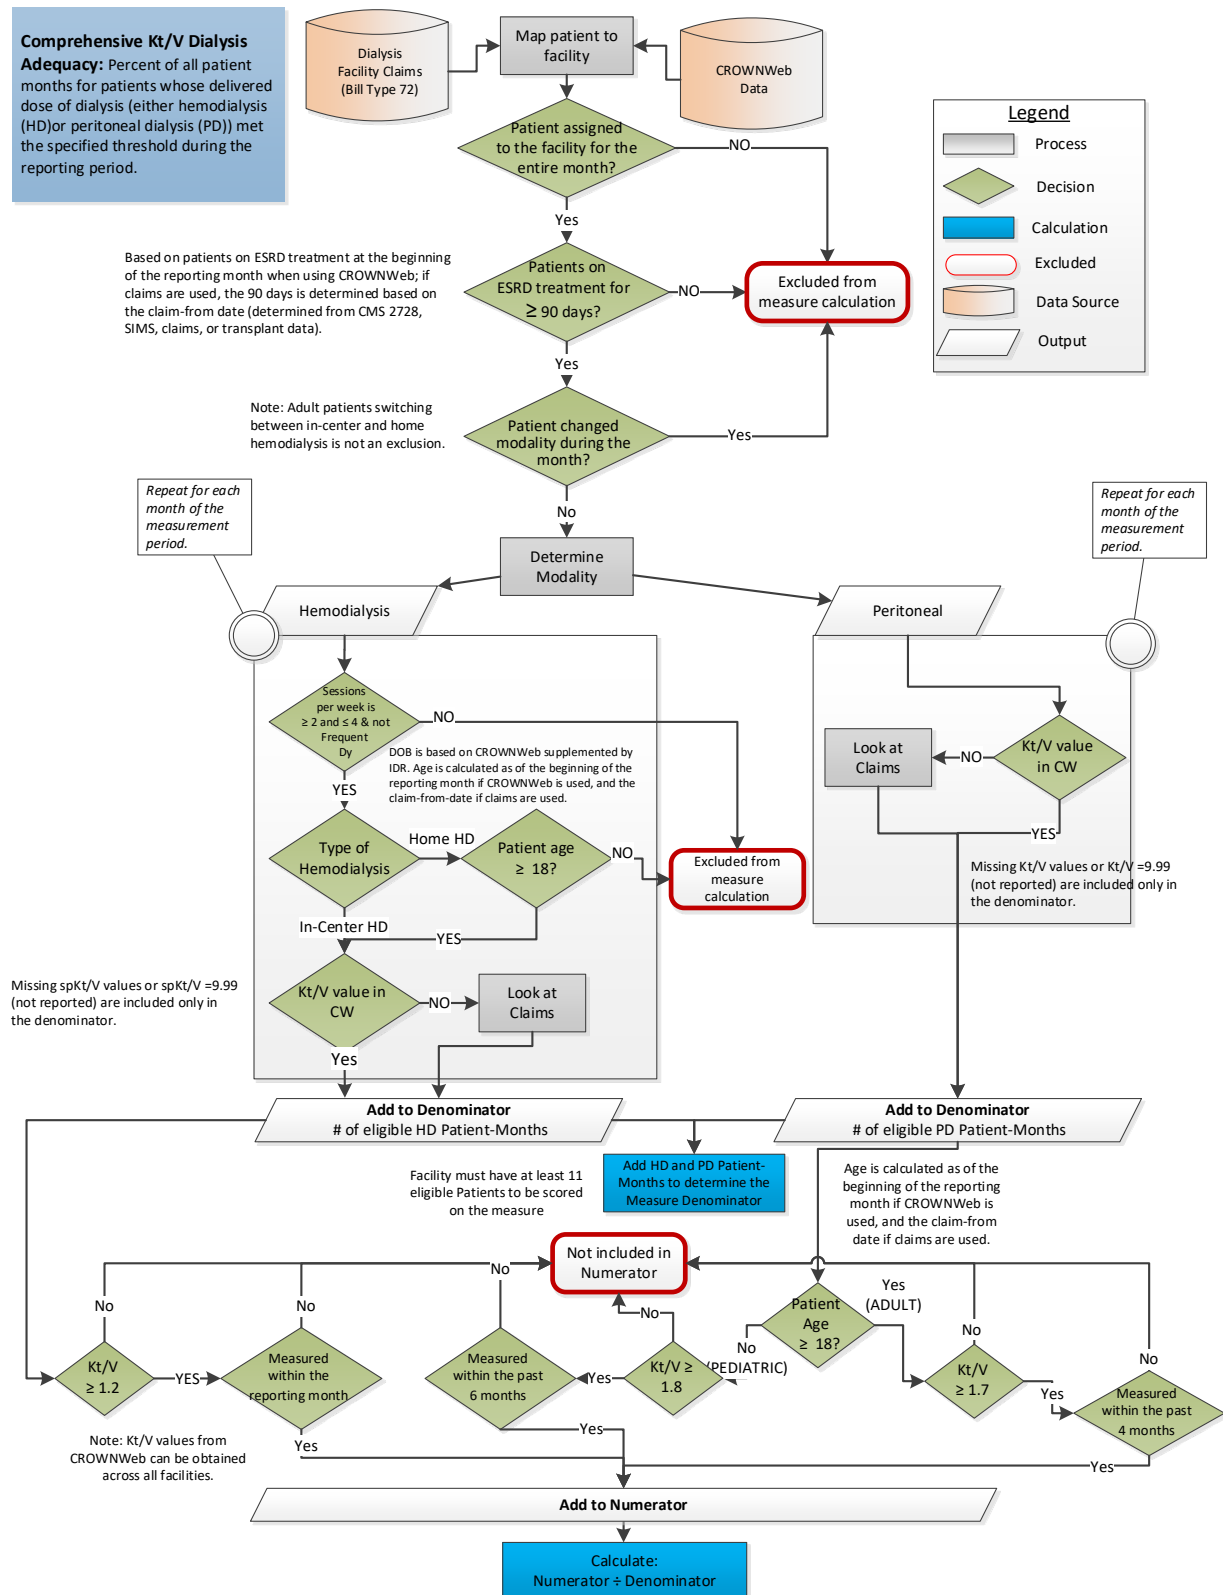 Comprehensive Kt/V Dialysis
Adequacy: Percent of all patient
months for patients whose delivered
dose of dialysis (either hemodialysis
(HD)or peritoneal dialysis (PD)) met
the specified threshold during the
reporting period.
Dialysis
Facility Claims
(Bill Type 72)
Map patient to
facility
CROWNWeb
Data
Legend
Process
Decision
Calculation
Excluded
Data Source
Output
Patient assigned
to the facility for the
entire month?
NO
Yes
Based on patients on ESRD treatment at the beginning
of the reporting month when using CROWNWeb; if
claims are used, the 90 days is determined based on
the claim-from date (determined from CMS 2728,
SIMS, claims, or transplant data).
Patients on
ESRD treatment for
≥ 90 days?
NO
Excluded from
measure calculation
Yes
Note: Adult patients switching
between in-center and home
hemodialysis is not an exclusion.
Patient changed
modality during the
month?
Yes
No
Repeat for each
month of the
measurement
period.
Repeat for each
month of the
measurement
period.
Determine
Modality
Hemodialysis
Peritoneal
Sessions
per week is
≥ 2 and ≤ 4 & not
Frequent
Dy
NO
YES
DOB is based on CROWNWeb supplemented by
IDR. Age is calculated as of the beginning of the
reporting month if CROWNWeb is used, and the
claim-from-date if claims are used.
Look at
Claims
NO
Kt/V value
in CW
YES
Type of
Hemodialysis
Home HD
Patient age
≥ 18?
NO
Excluded from
measure
calculation
Missing Kt/V values or Kt/V =9.99
(not reported) are included only in
the denominator.
In-Center HD
YES
Missing spKt/V values or spKt/V =9.99
(not reported) are included only in
the denominator.
Kt/V value in
CW
NO
Look at
Claims
Yes
Add to Denominator
# of eligible HD Patient-Months
Add to Denominator
# of eligible PD Patient-Months
Facility must have at least 11
eligible Patients to be scored
on the measure
Add HD and PD Patient-
Months to determine the
Measure Denominator
Age is calculated as of the
beginning of the reporting
month if CROWNWeb is
used, and the claim-from
date if claims are used.
Not included in
Numerator
No
No
No
No
No
No
Kt/V
≥ 1.2
YES
Measured
within the
reporting month
Measured
within the past
6 months
Yes
Kt/V ≥
1.8
No
(PEDIATRIC)
Patient
Age
≥ 18?
Yes
(ADULT)
Kt/V
≥ 1.7
Yes
Measured
within the past
4 months
Note: Kt/V values from
CROWNWeb can be obtained
across all facilities.
Yes
Yes
Yes
Add to Numerator
Calculate:
Numerator ÷ Denominator